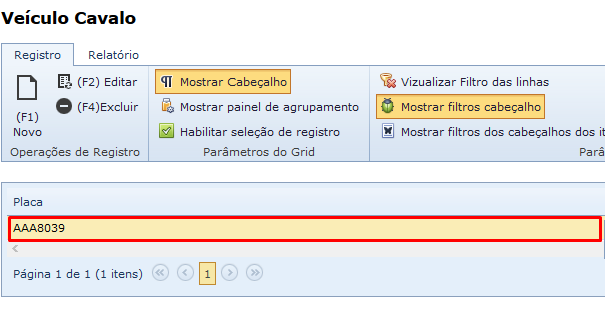 Veículo Cavalo
Registro Relatório
(F1) Novo
(F2) Editar
(F4)Excluir
Operações de Registro
Mostrar Cabeçalho
Mostrar painel de agrupamento
Habilitar seleção de registro
Parâmetros do Grid
Vizualizar Filtro das linhas
Mostrar filtros cabeçalho
Mostrar filtros dos cabeçalhos dos it
Parâ
Placa
AAA8039
Página 1 de 1 (1 itens) 1